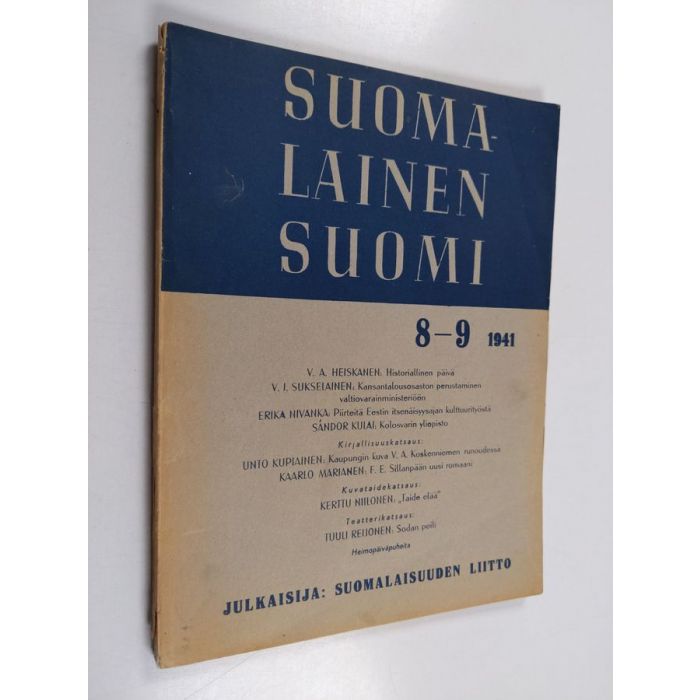 SUOMA-
LAINEN
SUOMI
8–9 1941
V. A. HEISKANEN: Historiallinen päivä
V. J. SUKSELAINEN: Kansantalousosaston perustaminen
valtiovarainministeriöön
ERIKA NIVANKA: Piirteitä Eestin itsenäisyysajan kulttuurityöstä
SÁNDOR KULAI: Kolosvarin yliopisto
Kirjallisuuskatsaus:
UNTO KUPIAINEN: Kaupungin kuva V. A. Koskenniemen runoudessa
KAARLO MARJANEN: F. E. Sillanpään uusi romaani
Kuvataidekatsaus:
KERTTU NIILONEN: „Taide elää"
Teatterikatsaus:
TUULI REIJONEN: Sodan peili
Heimopäiväpuheita
JULKAISIJA: SUOMALAISUUDEN LIITTO